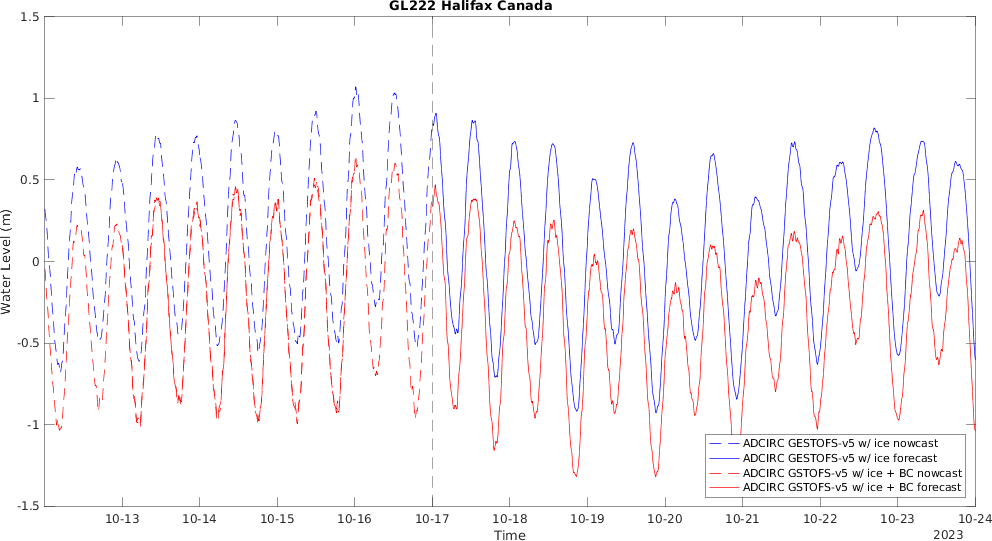 GL222 Halifax Canada
1.5
1
0.5
0
-0.5
-1
-1.5
Water Level (m)
10-13 10-14 10-15 10-16 10-17 10-18 10-19 10-20 10-21 10-22 10-23 10-24
Time
2023
ADCIRC GESTOFS-v5 w/ ice nowcast
ADCIRC GESTOFS-v5 w/ ice forecast
ADCIRC GSTOFS-v5 w/ ice + BC nowcast
ADCIRC GSTOFS-v5 w/ ice + BC forecast